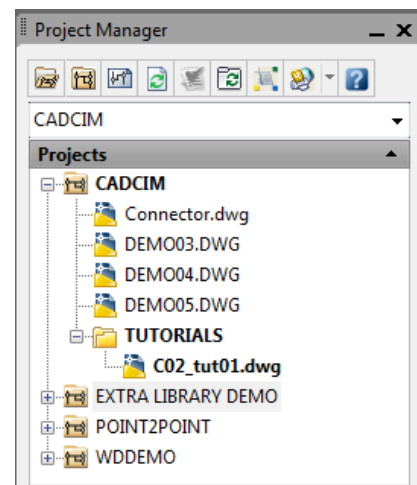 Project Manager
CADCIM
Projects
CADCIM
Connector.dwg
DEMO03.DWG
DEMO04.DWG
DEMO05.DWG
TUTORIALS
C02_tut01.dwg
EXTRA LIBRARY DEMO
POINT2POINT
WDDEMO